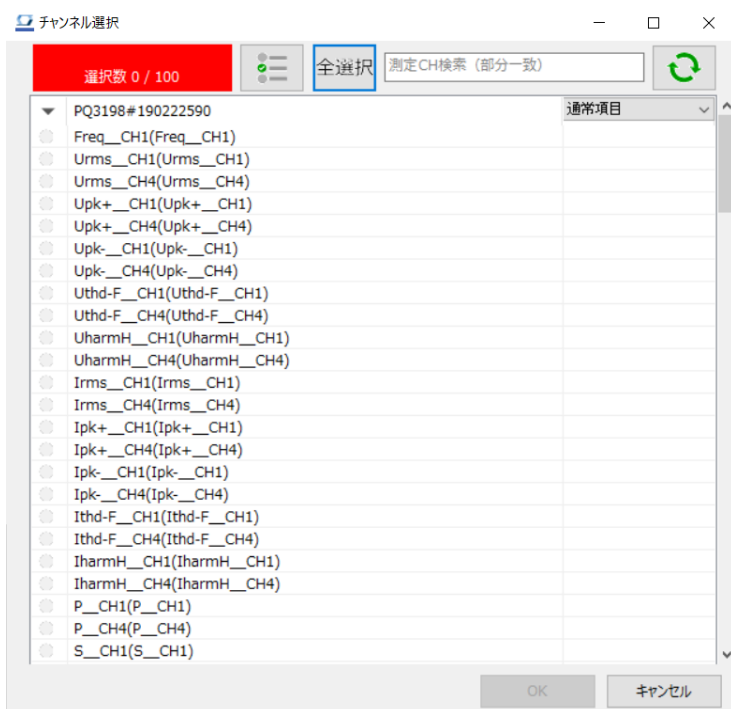 チャンネル選択
選択数 0 / 100
全選択
測定CH検索（部分一致）
PQ3198#190222590
通常項目
Freq__CH1(Freq__CH1)
Urms__CH1(Urms__CH1)
Urms__CH4(Urms__CH4)
Upk+__CH1(Upk+__CH1)
Upk+__CH4(Upk+__CH4)
Upk-__CH1(Upk-__CH1)
Upk-__CH4(Upk-__CH4)
Uthd-F__CH1(Uthd-F__CH1)
Uthd-F__CH4(Uthd-F__CH4)
UharmH__CH1(UharmH__CH1)
UharmH__CH4(UharmH__CH4)
Irms__CH1(Irms__CH1)
Irms__CH4(Irms__CH4)
Ipk+__CH1(Ipk+__CH1)
Ipk+__CH4(Ipk+__CH4)
Ipk-__CH1(Ipk-__CH1)
Ipk-__CH4(Ipk-__CH4)
Ithd-F__CH1(Ithd-F__CH1)
Ithd-F__CH4(Ithd-F__CH4)
IharmH__CH1(IharmH__CH1)
IharmH__CH4(IharmH__CH4)
P__CH1(P__CH1)
P__CH4(P__CH4)
S__CH1(S__CH1)
OK
キャンセル